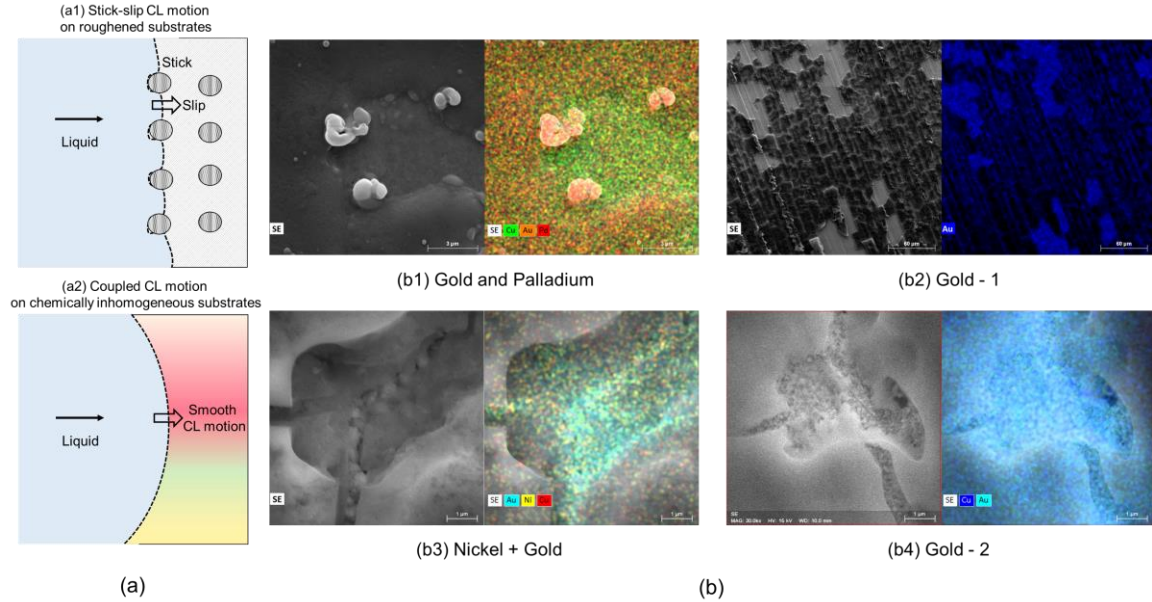 (a1) Stick-slip CL motion
on roughened substrates
Stick
Slip
Liquid
(a2) Coupled CL motion
on chemically inhomogeneous substrates
Liquid
Smooth
CL motion
(a)
SE
3 µm
SE Cu Au Pd
3 µm
(b1) Gold and Palladium
SE
60 µm
Au
60 µm
(b2) Gold - 1
SE
1 µm
SE Au Ni Cu
1 µm
(b3) Nickel + Gold
SE
1 µm
SE Cu Au
1 µm
(b4) Gold - 2
(b)